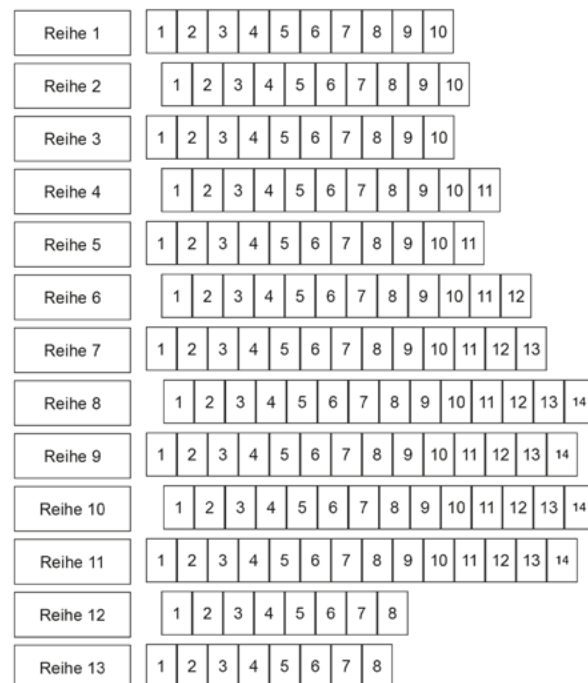 Reihe 1 1 2 3 4 5 6 7 8 9 10
Reihe 2 1 2 3 4 5 6 7 8 9 10
Reihe 3 1 2 3 4 5 6 7 8 9 10
Reihe 4 1 2 3 4 5 6 7 8 9 10 11
Reihe 5 1 2 3 4 5 6 7 8 9 10 11
Reihe 6 1 2 3 4 5 6 7 8 9 10 11 12
Reihe 7 1 2 3 4 5 6 7 8 9 10 11 12 13
Reihe 8 1 2 3 4 5 6 7 8 9 10 11 12 13 14
Reihe 9 1 2 3 4 5 6 7 8 9 10 11 12 13 14
Reihe 10 1 2 3 4 5 6 7 8 9 10 11 12 13 14
Reihe 11 1 2 3 4 5 6 7 8 9 10 11 12 13 14
Reihe 12 1 2 3 4 5 6 7 8
Reihe 13 1 2 3 4 5 6 7 8